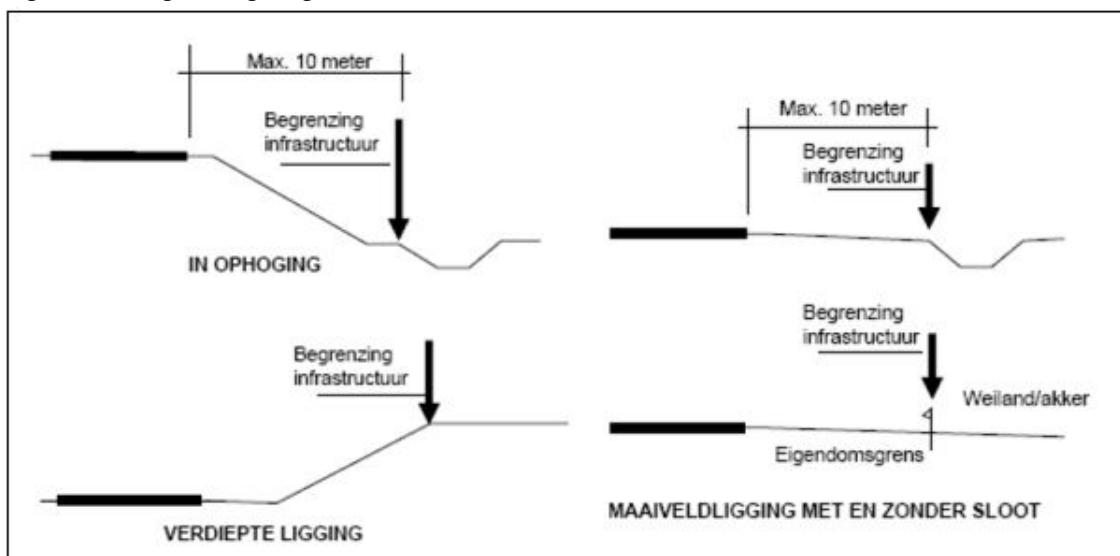 Max. 10 meter
Begrenzing
infrastructuur
IN OPHOGING
Max. 10 meter
Begrenzing
infrastructuur
Begrenzing
infrastructuur
VERDIEPTE LIGGING
Begrenzing
infrastructuur
Weiland/akker
Eigendomsgrens
MAAIVELDLIGGING MET EN ZONDER SLOOT